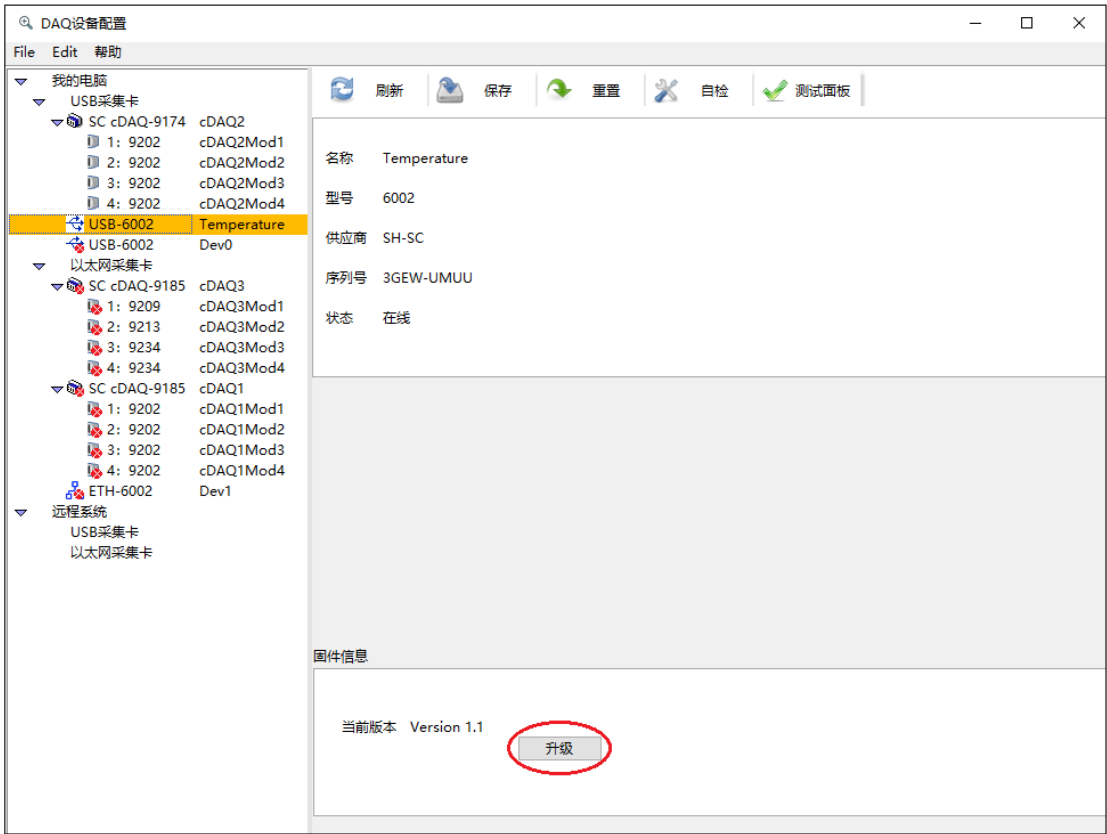 DAQ设备配置
File Edit 帮助
我的电脑
USB采集卡
SC cDAQ-9174 cDAQ2
1: 9202 cDAQ2Mod1
2: 9202 cDAQ2Mod2
3: 9202 cDAQ2Mod3
4: 9202 cDAQ2Mod4
USB-6002 Temperature
USB-6002 Dev0
以太网采集卡
SC cDAQ-9185 cDAQ3
1: 9209 cDAQ3Mod1
2: 9213 cDAQ3Mod2
3: 9234 cDAQ3Mod3
4: 9234 cDAQ3Mod4
SC cDAQ-9185 cDAQ1
1: 9202 cDAQ1Mod1
2: 9202 cDAQ1Mod2
3: 9202 cDAQ1Mod3
4: 9202 cDAQ1Mod4
ETH-6002 Dev1
远程系统
USB采集卡
以太网采集卡
刷新 保存 重置 自检 测试面板
名称 Temperature
型号 6002
供应商 SH-SC
序列号 3GEW-UMUU
状态 在线
固件信息
当前版本 Version 1.1
升级